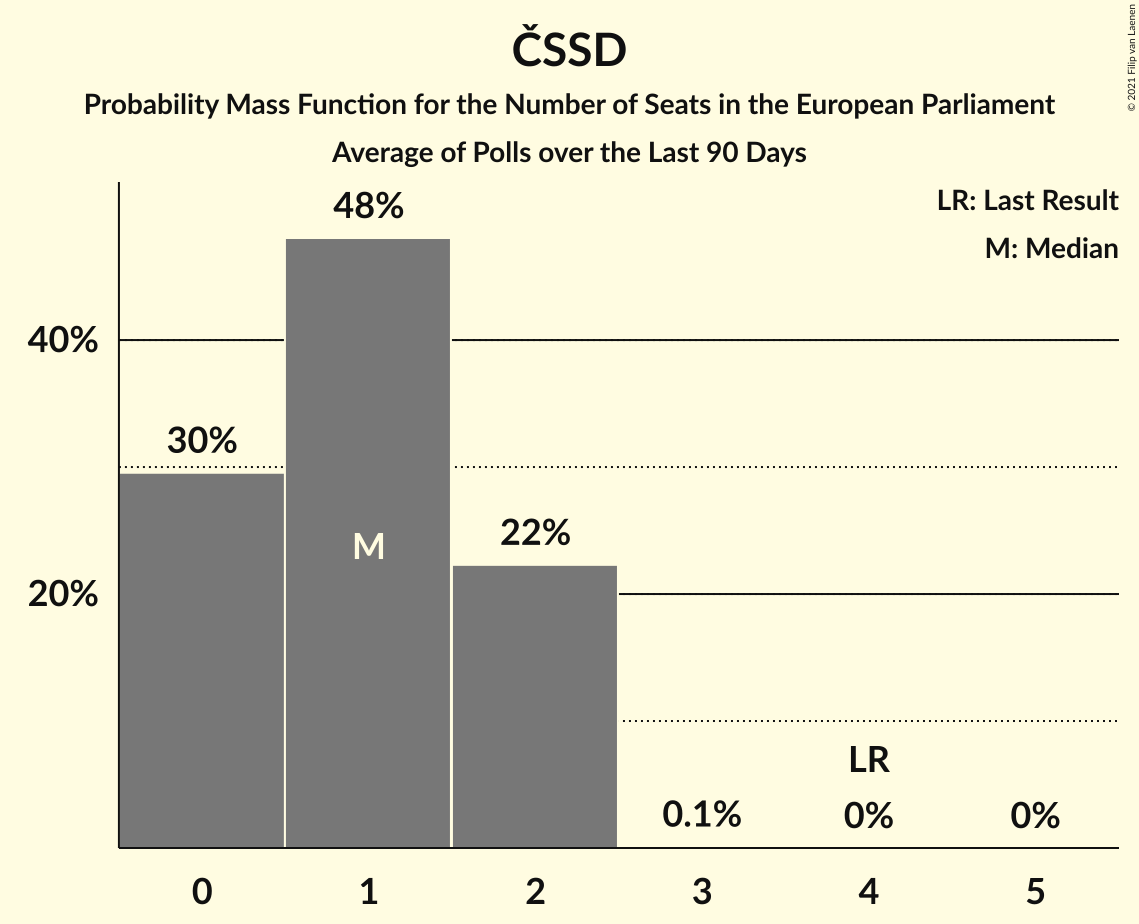 ČSSD
Probability Mass Function for the Number of Seats in the European Parliament
Average of Polls over the Last 90 Days
© 2021 Filip van Laenen
LR: Last Result
M: Median
48%
40%
30%
M
22%
20%
LR
0.1%
0%
0%
0
1
2
3
4
5